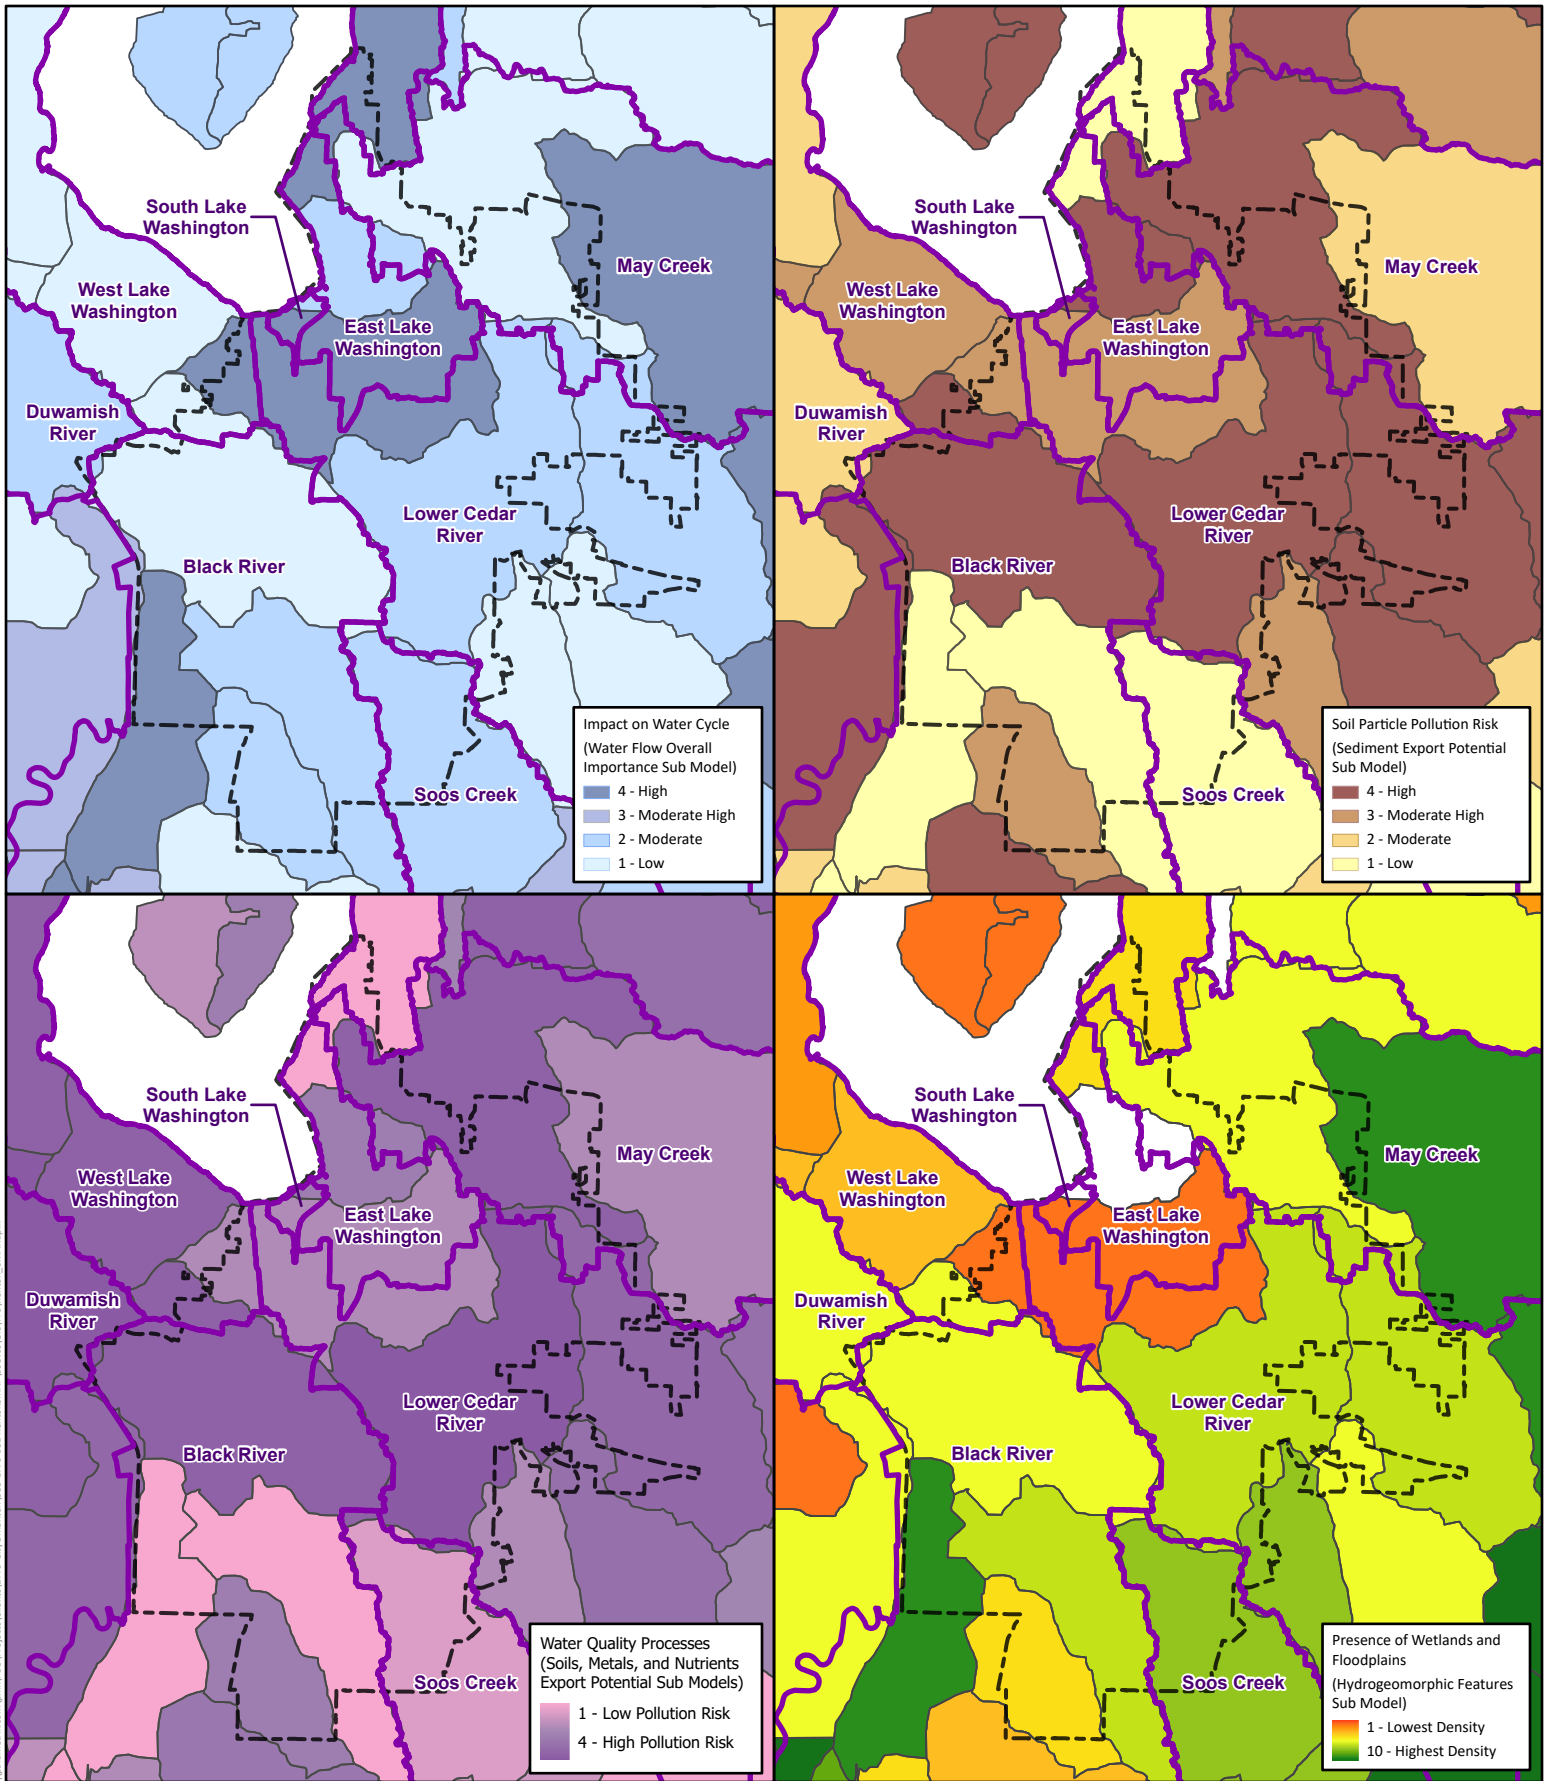 South Lake
Washington
May Creek
West Lake
Washington
East Lake
Washington
Duwamish
River
Lower Cedar
River
Black River
Soos Creek
Impact on Water Cycle
(Water Flow Overall
Importance Sub Model)
4 - High
3 - Moderate High
2 - Moderate
1 - Low
South Lake
Washington
May Creek
West Lake
Washington
East Lake
Washington
Duwamish
River
Lower Cedar
River
Black River
Soos Creek
Soil Particle Pollution Risk
(Sediment Export Potential
Sub Model)
4 - High
3 - Moderate High
2 - Moderate
1 - Low
South Lake
Washington
May Creek
West Lake
Washington
East Lake
Washington
Duwamish
River
Lower Cedar
River
Black River
Soos Creek
Water Quality Processes
(Soils, Metals, and Nutrients
Export Potential Sub Models)
1 - Low Pollution Risk
4 - High Pollution Risk
South Lake
Washington
May Creek
West Lake
Washington
East Lake
Washington
Duwamish
River
Lower Cedar
River
Black River
Soos Creek
Presence of Wetlands and
Floodplains
(Hydrogeomorphic Features
Sub Model)
1 - Lowest Density
10 - Highest Density